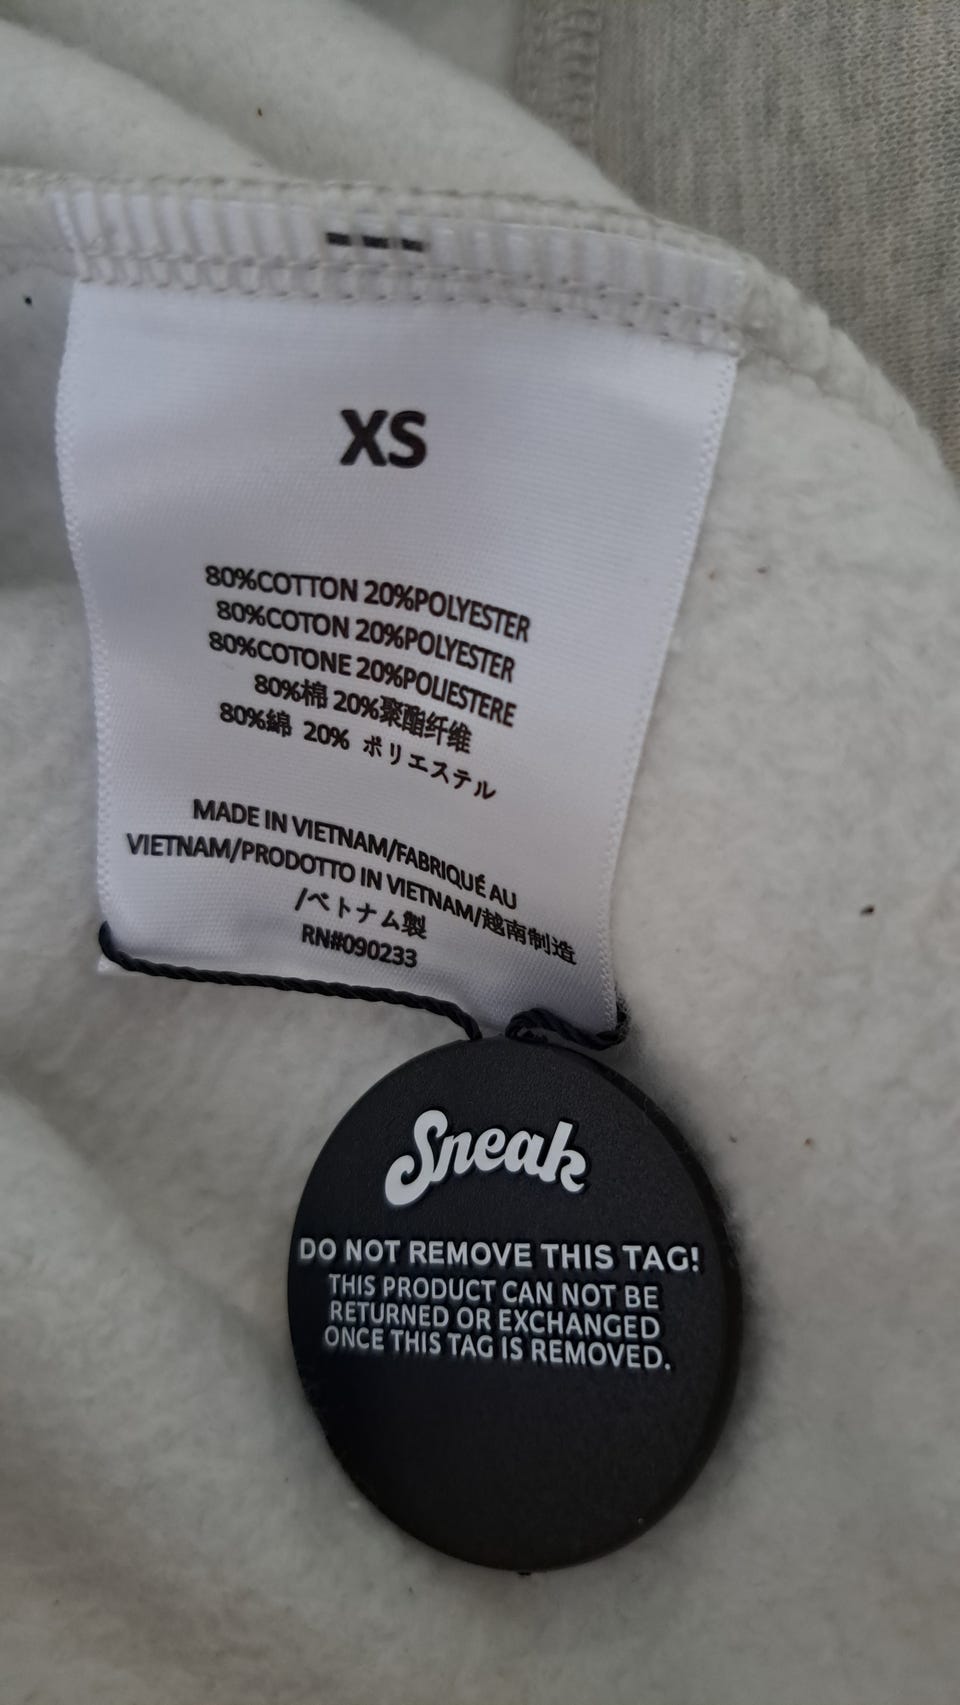 XS
80%COTTON 20%POLYESTER
80%COTON 20%POLYESTER
80%COTONE 20%POLIESTERE
80%棉 20%聚酯纤维
80%綿 20% ポリエステル
MADE IN VIETNAM/FABRIQUÉ AU
VIETNAM/PRODOTTO IN VIETNAM/越南制造
/ベトナム製
RN#090233
Sneak
DO NOT REMOVE THIS TAG!
THIS PRODUCT CAN NOT BE
RETURNED OR EXCHANGED
ONCE THIS TAG IS REMOVED.